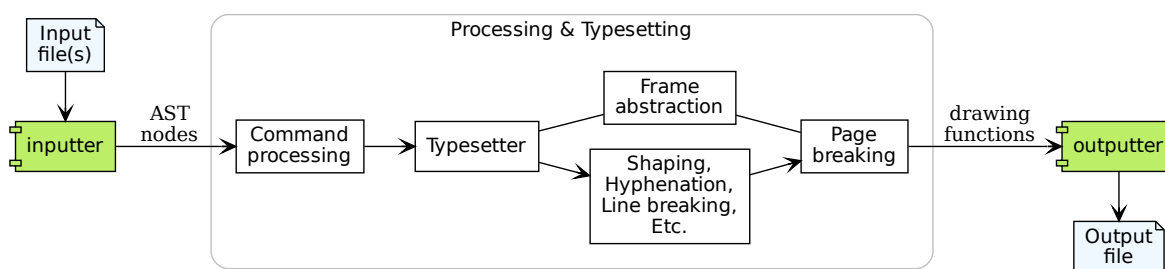 Input
file(s)
Processing & Typesetting
inputter
AST
nodes
Command
processing
Typesetter
Frame
abstraction
Shaping,
Hyphenation,
Line breaking,
Etc.
Page
breaking
drawing
functions
outputter
Output
file